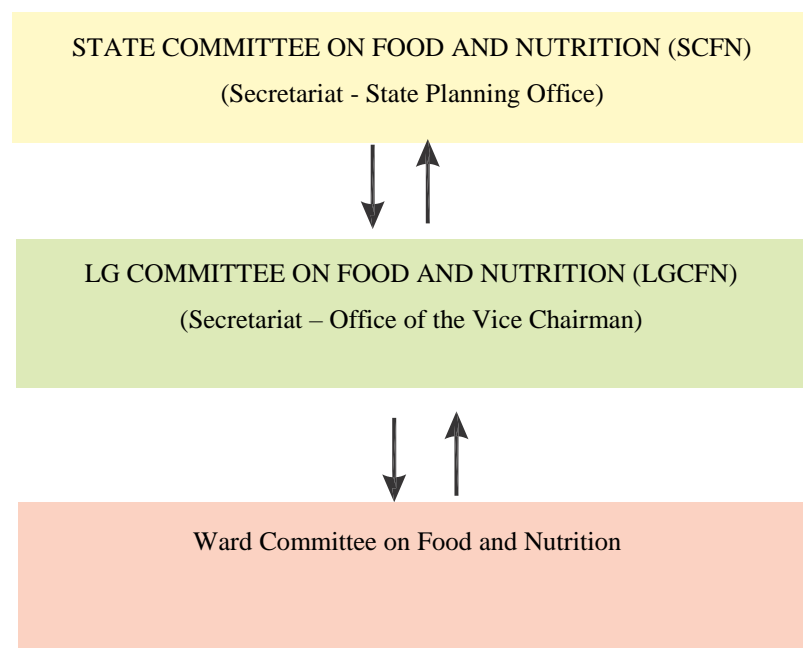 STATE COMMITTEE ON FOOD AND NUTRITION (SCFN)
(Secretariat - State Planning Office)
LG COMMITTEE ON FOOD AND NUTRITION (LGCFN)
(Secretariat – Office of the Vice Chairman)
Ward Committee on Food and Nutrition